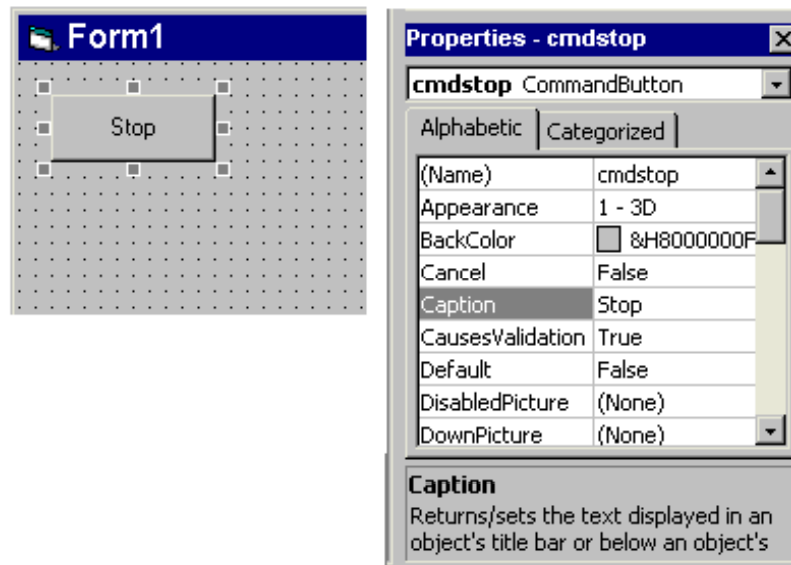 Form1
Stop
Properties - cmdstop
cmdstop CommandButton
Alphabetic Categorized
(Name) cmdstop
Appearance 1 - 3D
BackColor &H8000000F
Cancel False
Caption Stop
CausesValidation True
Default False
DisabledPicture (None)
DownPicture (None)
Caption
Returns/sets the text displayed in an
object's title bar or below an object's